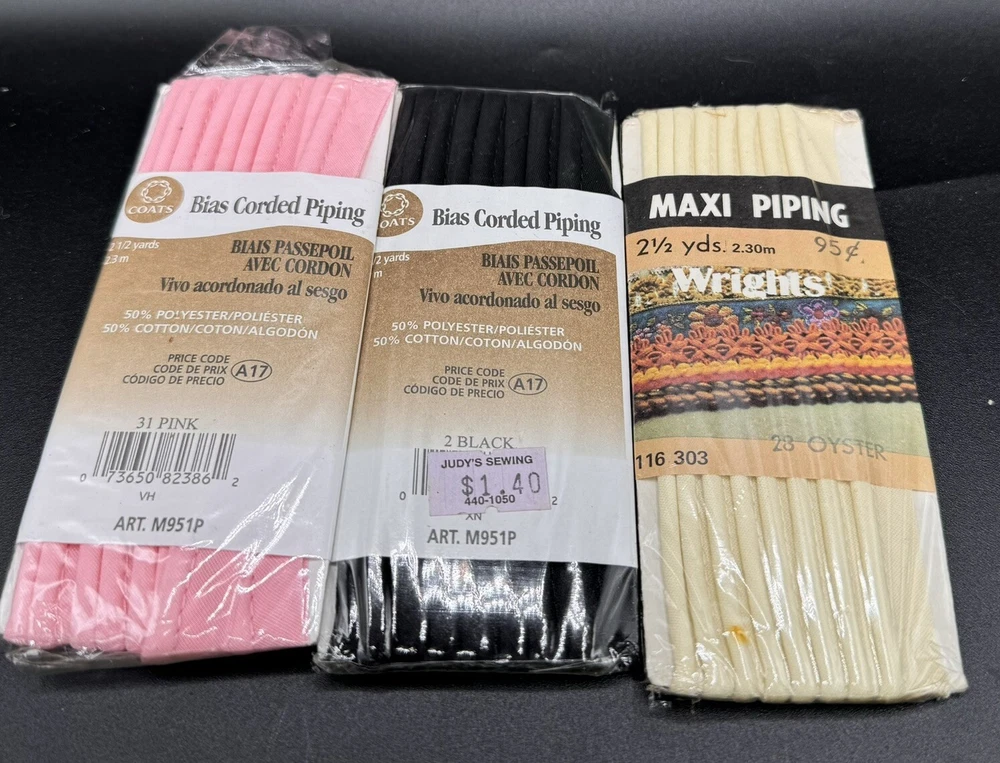 COATS
Bias Corded Piping
2 1/2 yards
2.3 m
BIAIS PASSEPOIL
AVEC CORDON
Vivo acordonado al sesgo
50% POLYESTER/POLIÉSTER
50% COTTON/COTON/ALGODÓN
PRICE CODE
CODE DE PRIX
CÓDIGO DE PRECIO
A17
31 PINK
0 73650 82386 2
VH
ART. M951P
OATS
Bias Corded Piping
/2 yards
m
BIAIS PASSEPOIL
AVEC CORDON
Vivo acordonado al sesgo
50% POLYESTER/POLIÉSTER
50% COTTON/COTON/ALGODÓN
PRICE CODE
CODE DE PRIX
CÓDIGO DE PRECIO
A17
2 BLACK
JUDY'S SEWING
$1.40
440-1050
0 2
XN
ART. M951P
MAXI PIPING
2½ yds. 2.30m 95¢.
Wrights
116 303
23 OYSTER